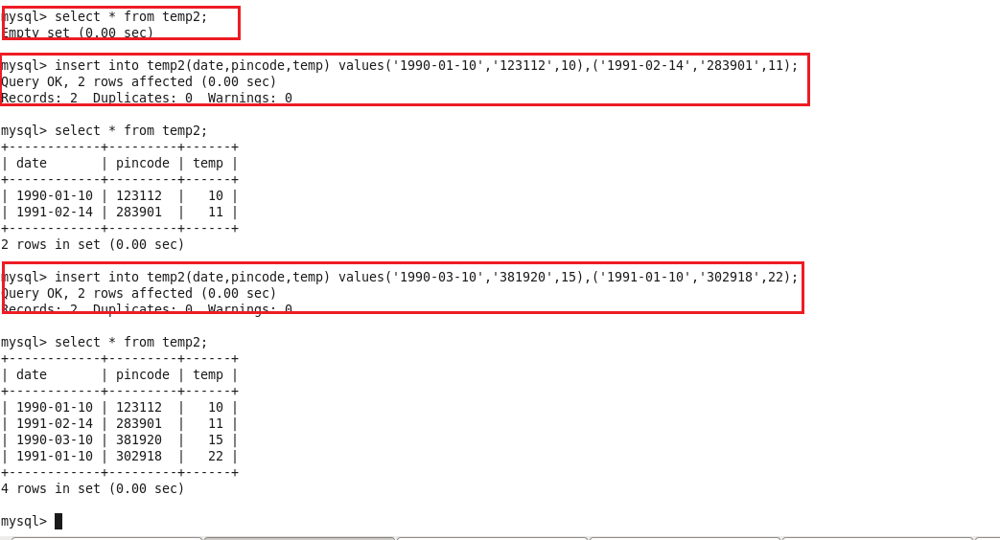 mysql> select * from temp2;
Empty set (0.00 sec)
mysql> insert into temp2(date,pincode,temp) values('1990-01-10','123112',10),('1991-02-14','283901',11);
Query OK, 2 rows affected (0.00 sec)
Records: 2  Duplicates: 0  Warnings: 0
mysql> select * from temp2;
+------------+---------+------+
| date       | pincode | temp |
+------------+---------+------+
| 1990-01-10 | 123112  |   10 |
| 1991-02-14 | 283901  |   11 |
+------------+---------+------+
2 rows in set (0.00 sec)
mysql> insert into temp2(date,pincode,temp) values('1990-03-10','381920',15),('1991-01-10','302918',22);
Query OK, 2 rows affected (0.00 sec)
Records: 2  Duplicates: 0  Warnings: 0
mysql> select * from temp2;
+------------+---------+------+
| date       | pincode | temp |
+------------+---------+------+
| 1990-01-10 | 123112  |   10 |
| 1991-02-14 | 283901  |   11 |
| 1990-03-10 | 381920  |   15 |
| 1991-01-10 | 302918  |   22 |
+------------+---------+------+
4 rows in set (0.00 sec)
mysql>